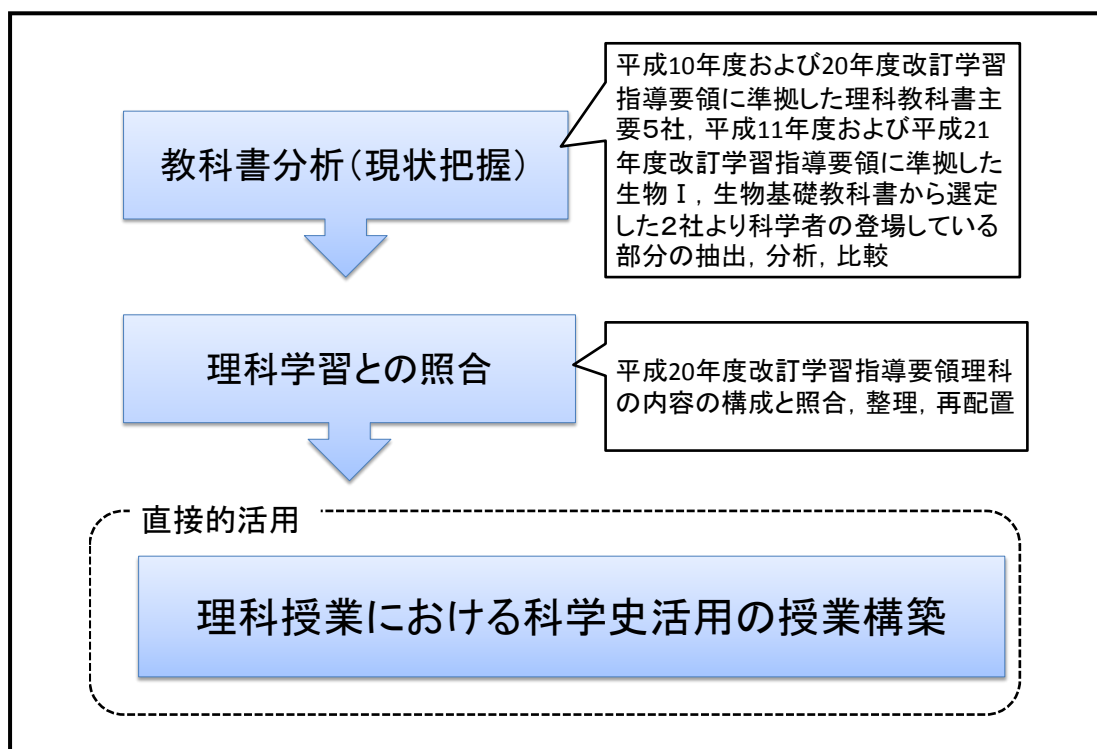 教科書分析（現状把握）
平成10年度および20年度改訂学習
指導要領に準拠した理科教科書主
要５社，平成11年度および平成21
年度改訂学習指導要領に準拠した
生物Ⅰ，生物基礎教科書から選定
した２社より科学者の登場している
部分の抽出，分析，比較
理科学習との照合
平成20年度改訂学習指導要領理科
の内容の構成と照合，整理，再配置
直接的活用
理科授業における科学史活用の授業構築